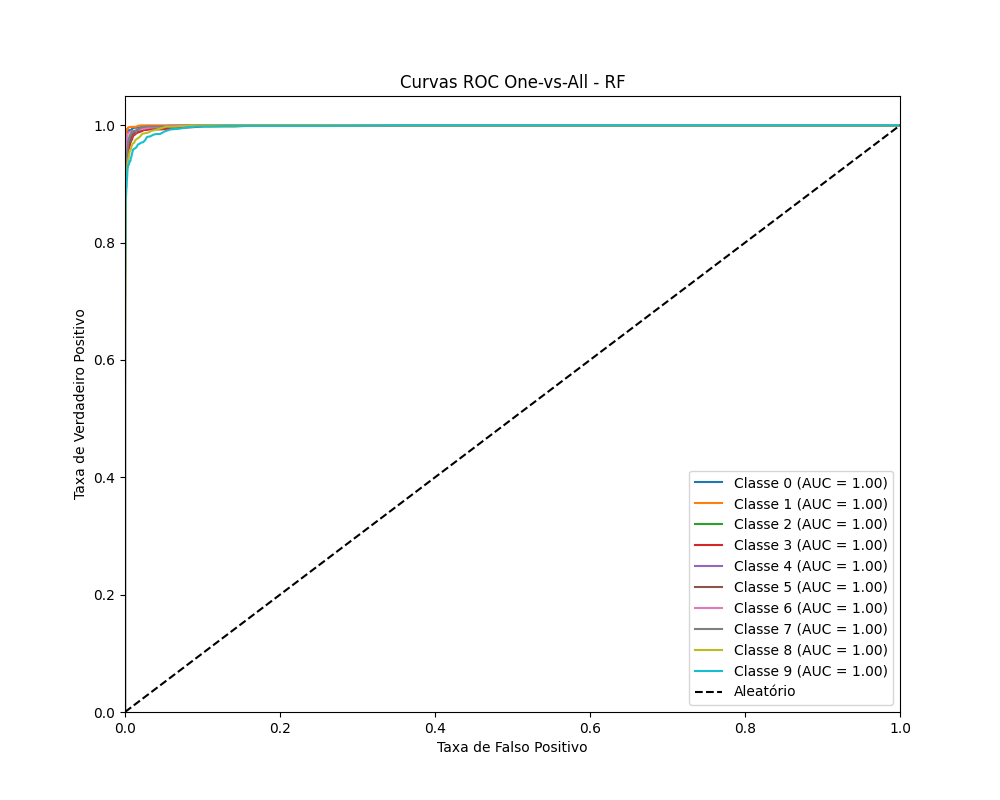 Curvas ROC One-vs-All - RF
1.0
0.8
0.6
0.4
0.2
0.0
Taxa de Verdadeiro Positivo
0.0 0.2 0.4 0.6 0.8 1.0
Taxa de Falso Positivo
Classe 0 (AUC = 1.00)
Classe 1 (AUC = 1.00)
Classe 2 (AUC = 1.00)
Classe 3 (AUC = 1.00)
Classe 4 (AUC = 1.00)
Classe 5 (AUC = 1.00)
Classe 6 (AUC = 1.00)
Classe 7 (AUC = 1.00)
Classe 8 (AUC = 1.00)
Classe 9 (AUC = 1.00)
Aleatório